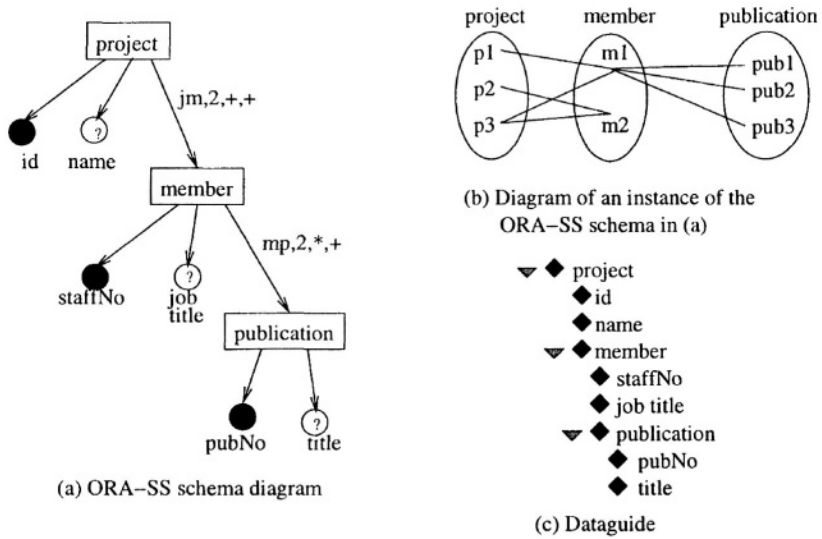 project
jm,2,+,+
?
id
name
member
mp,2,*,+
?
staffNo
job
title
publication
?
pubNo
title
(a) ORA–SS schema diagram
project
member
publication
p1
p2
p3
m1
m2
pub1
pub2
pub3
(b) Diagram of an instance of the
ORA–SS schema in (a)
project
id
name
member
staffNo
job title
publication
pubNo
title
(c) Dataguide